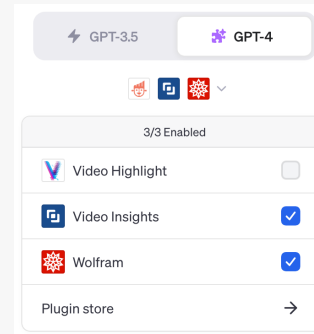 GPT-3.5
GPT-4
3/3 Enabled
Video Highlight
Video Insights
Wolfram
Plugin store